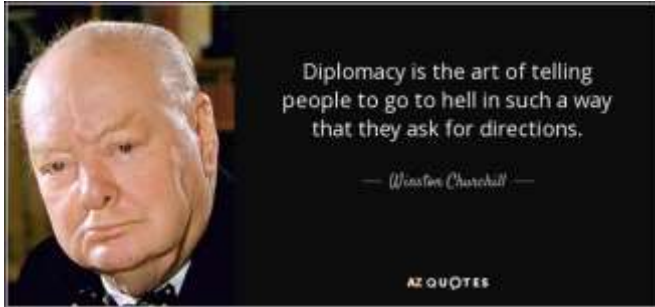 Diplomacy is the art of telling
people to go to hell in such a way
that they ask for directions.
— Winston Churchill —
AZ QUOTES